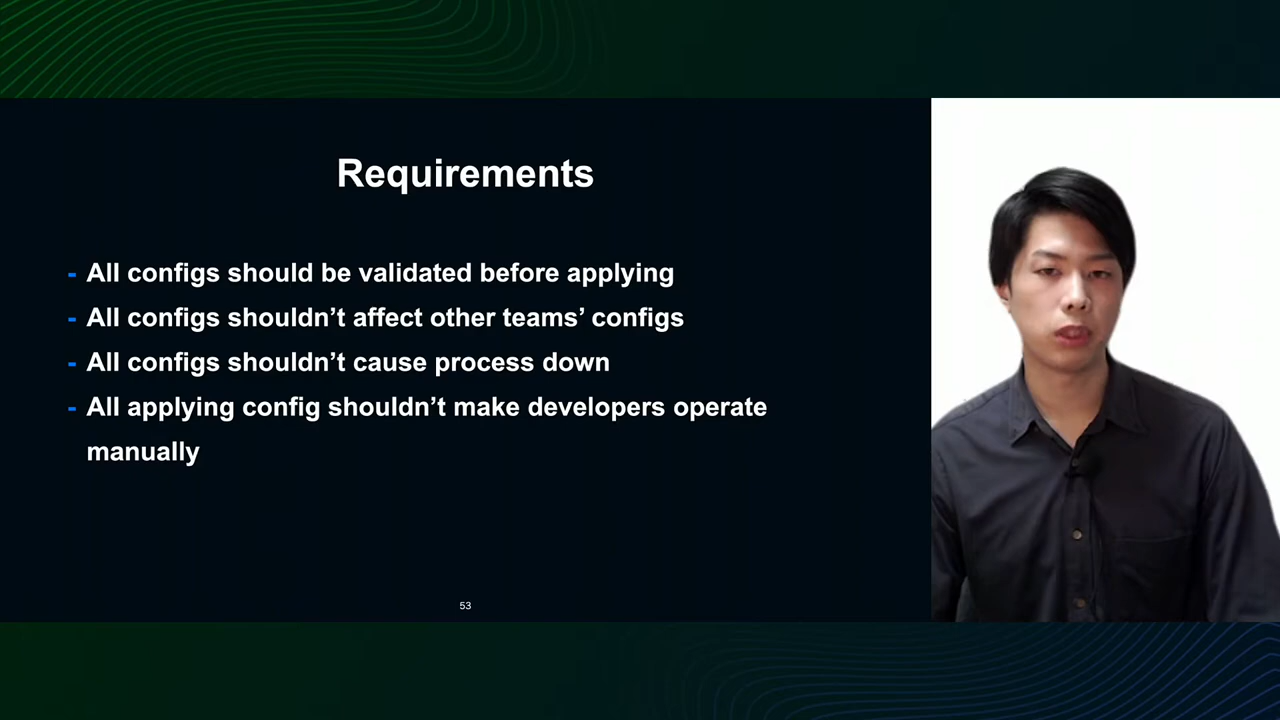 Requirements
- All configs should be validated before applying
- All configs shouldn’t affect other teams’ configs
- All configs shouldn’t cause process down
- All applying config shouldn’t make developers operate
manually
53